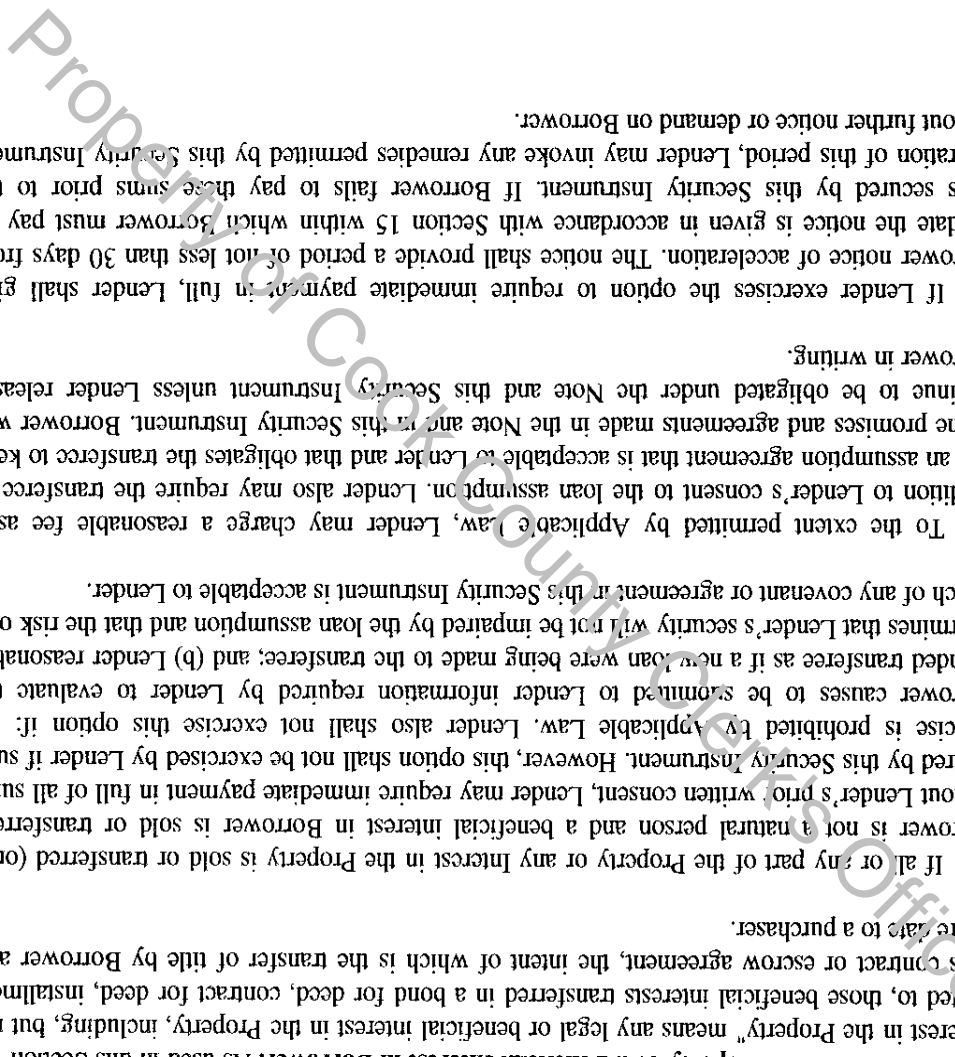 Beneficial Interest in Borrower. As used in this Section
erest in the Property" means any legal or beneficial interest in the Property, including, but n
ed to, those beneficial interests transferred in a bond for deed, contract for deed, installme
s contract or escrow agreement, the intent of which is the transfer of title by Borrower a
re date to a purchaser.
If all or any part of the Property or any Interest in the Property is sold or transferred (or
rower is not a natural person and a beneficial interest in Borrower is sold or transferre
out Lender's prior written consent, Lender may require immediate payment in full of all su
red by this Security Instrument. However, this option shall not be exercised by Lender if su
cise is prohibited by Applicable Law. Lender also shall not exercise this option if:
rower causes to be submitted to Lender information required by Lender to evaluate t
nded transferee as if a new loan were being made to the transferee; and (b) Lender reasonab
rmines that Lender's security will not be impaired by the loan assumption and that the risk o
ch of any covenant or agreement in this Security Instrument is acceptable to Lender.
To the extent permitted by Applicable Law, Lender may charge a reasonable fee as
dition to Lender's consent to the loan assumption. Lender also may require the transferee
an assumption agreement that is acceptable to Lender and that obligates the transferee to ke
he promises and agreements made in the Note and in this Security Instrument. Borrower w
inue to be obligated under the Note and this Security Instrument unless Lender releas
rower in writing.
If Lender exercises the option to require immediate payment in full, Lender shall gi
rower notice of acceleration. The notice shall provide a period of not less than 30 days fr
date the notice is given in accordance with Section 15 within which Borrower must pay
s secured by this Security Instrument. If Borrower fails to pay these sums prior to t
ration of this period, Lender may invoke any remedies permitted by this Security Instrume
out further notice or demand on Borrower.
Property of Cook County Clerk's Offic